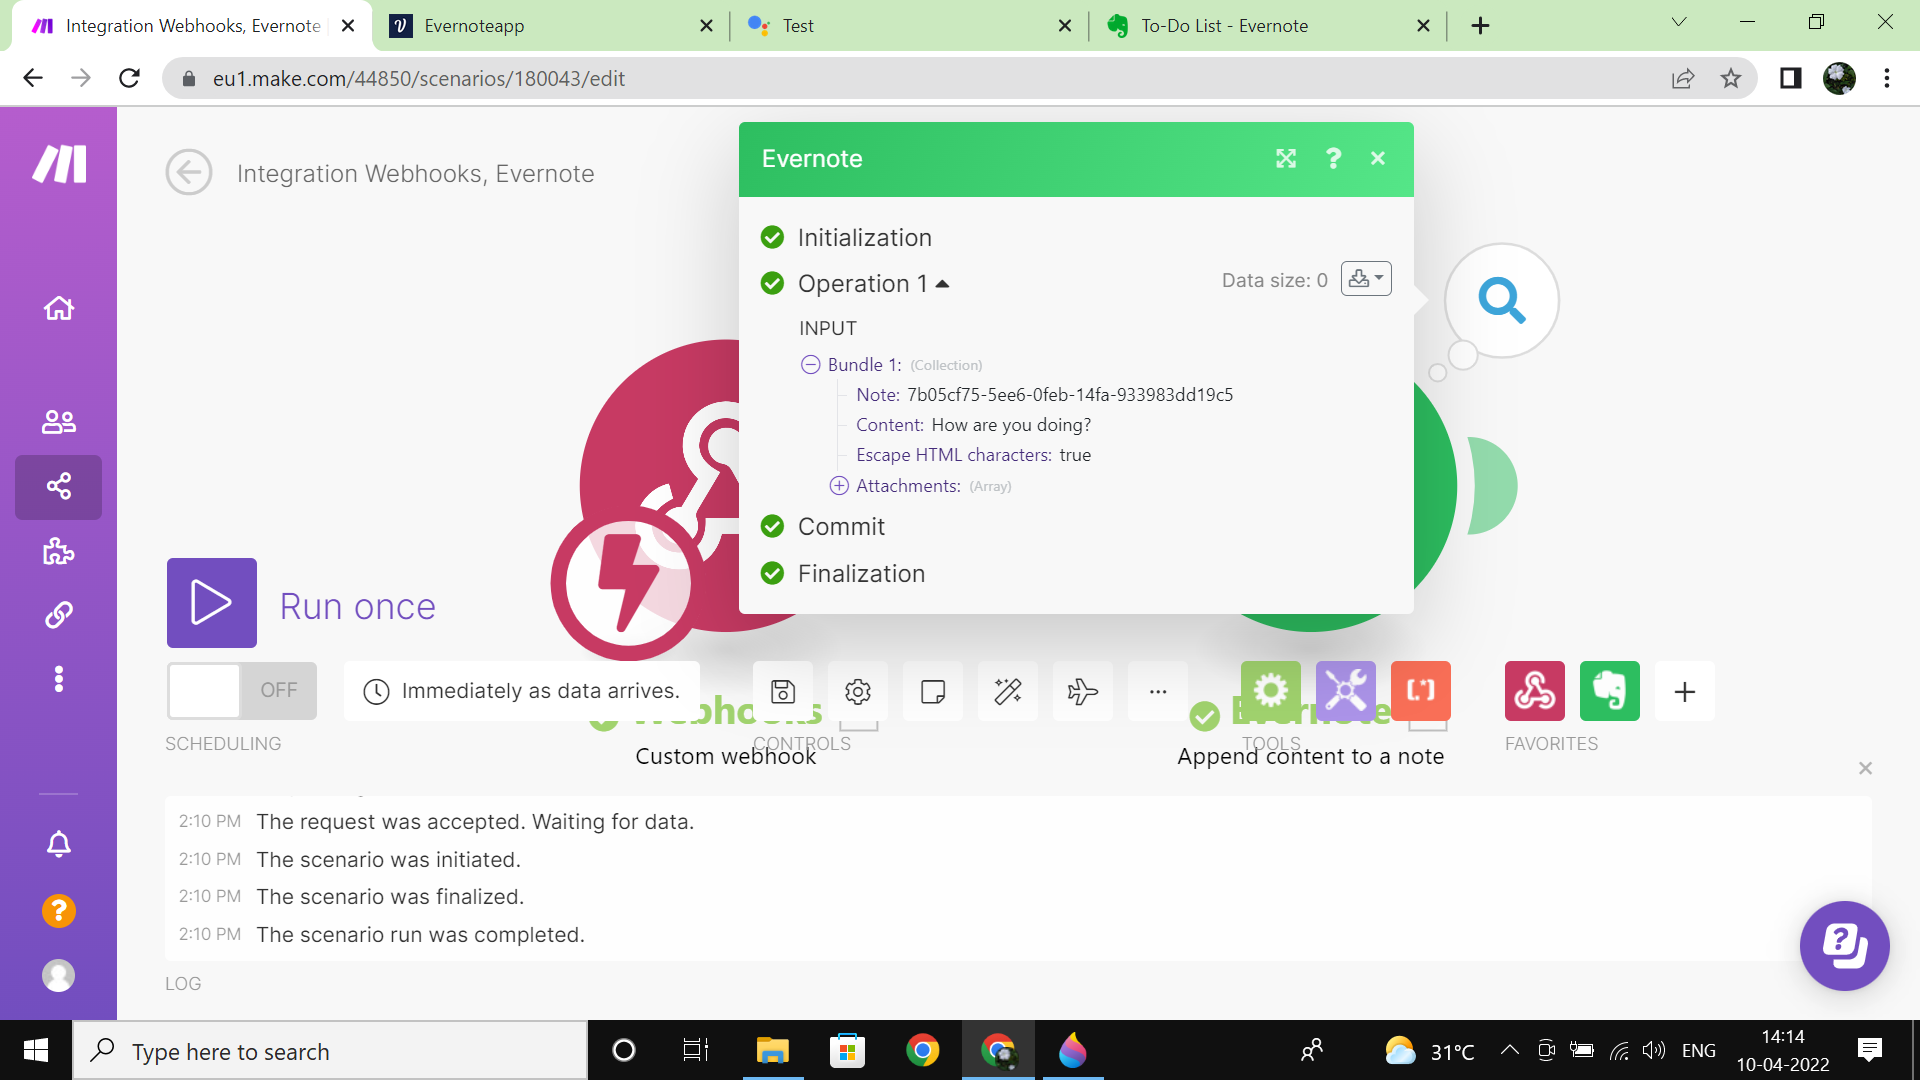 Integration Webhooks, Evernote
Evernoteapp
Test
To-Do List - Evernote
eu1.make.com/44850/scenarios/180043/edit
Integration Webhooks, Evernote
Evernote
Initialization
Operation 1
Data size: 0
INPUT
Bundle 1: (Collection)
Note: 7b05cf75-5ee6-0feb-14fa-933983dd19c5
Content: How are you doing?
Escape HTML characters: true
Attachments: (Array)
Commit
Finalization
Run once
OFF
Immediately as data arrives.
Webhooks
Evernote
SCHEDULING
CONTROLS
TOOLS
FAVORITES
Custom webhook
Append content to a note
2:10 PM The request was accepted. Waiting for data.
2:10 PM The scenario was initiated.
2:10 PM The scenario was finalized.
2:10 PM The scenario run was completed.
LOG
Type here to search
31°C
ENG
14:14
10-04-2022